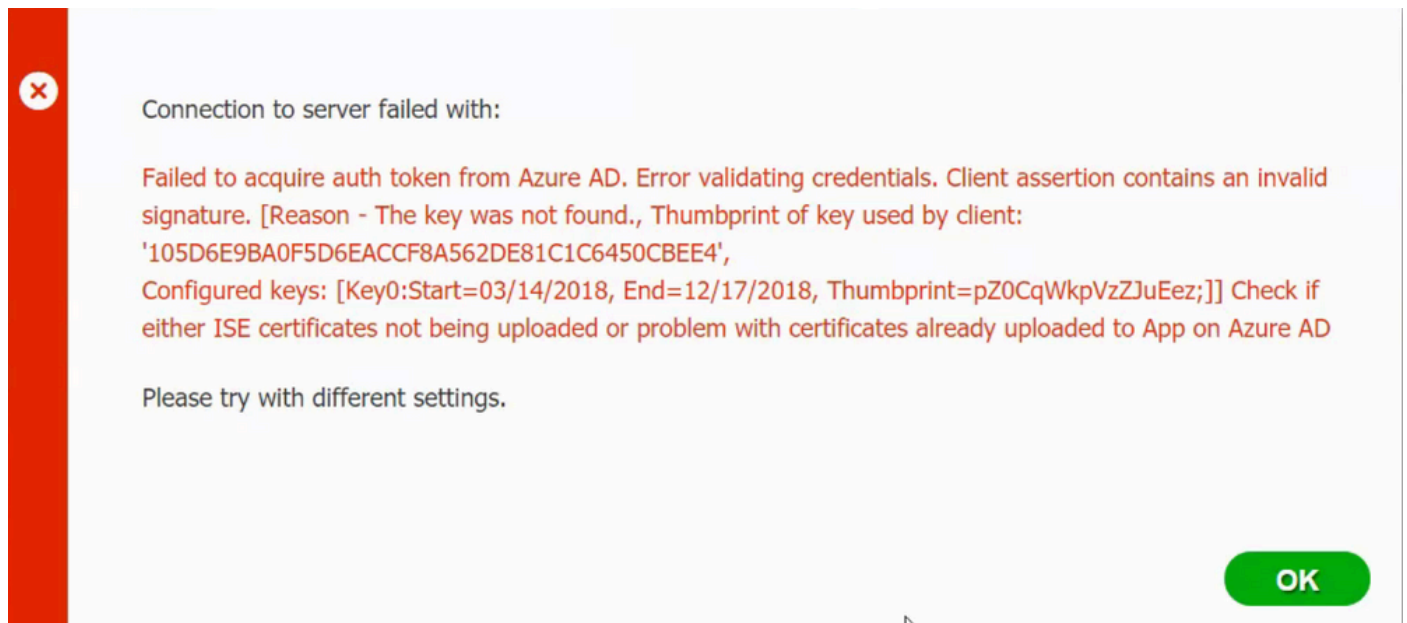 Connection to server failed with:
Failed to acquire auth token from Azure AD. Error validating credentials. Client assertion contains an invalid
signature. [Reason - The key was not found., Thumbprint of key used by client:
'105D6E9BA0F5D6EACCF8A562DE81C1C6450CBEE4',
Configured keys: [Key0:Start=03/14/2018, End=12/17/2018, Thumbprint=pZ0CqWkpVzZJuEez;]] Check if
either ISE certificates not being uploaded or problem with certificates already uploaded to App on Azure AD
Please try with different settings.
OK